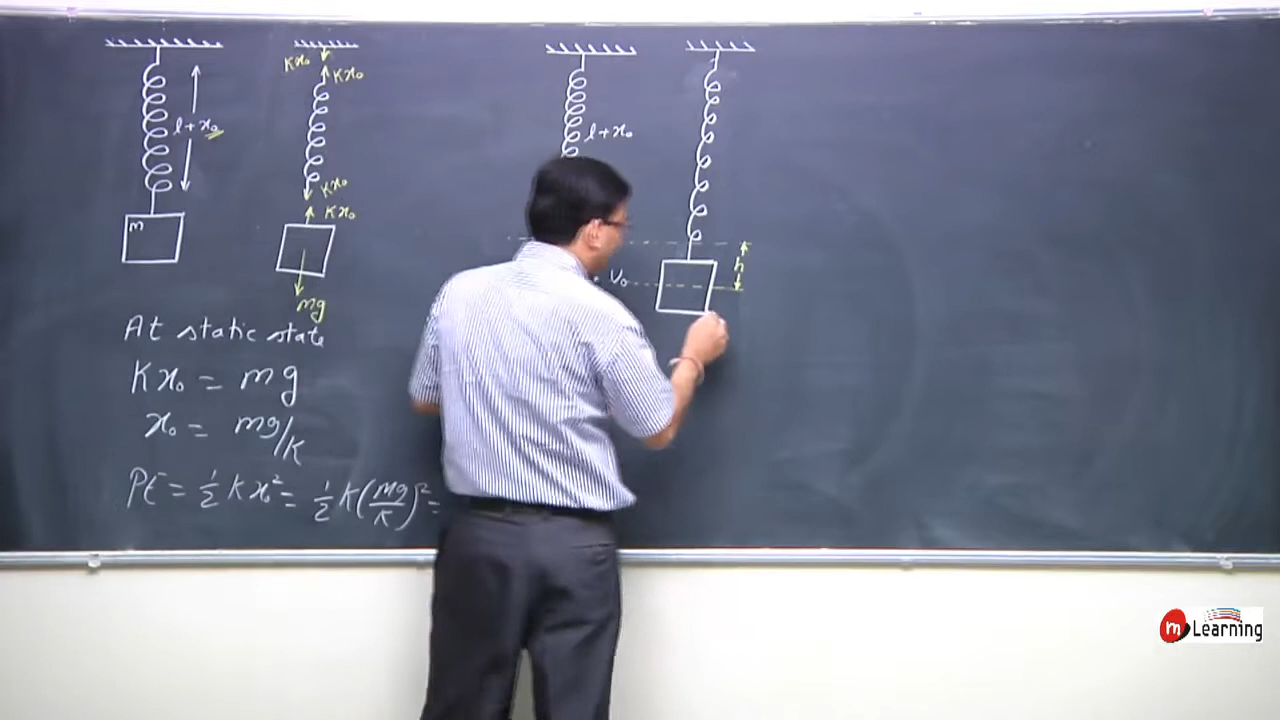 l + x₀
m
Kx₀
Kx₀
Kx₀
Kx₀
mg
At static state
Kx₀ = mg
x₀ = mg/K
PE = 1/2 Kx₀² = 1/2 K(mg/K)² =
l + x₀
v₀
h
m Learning